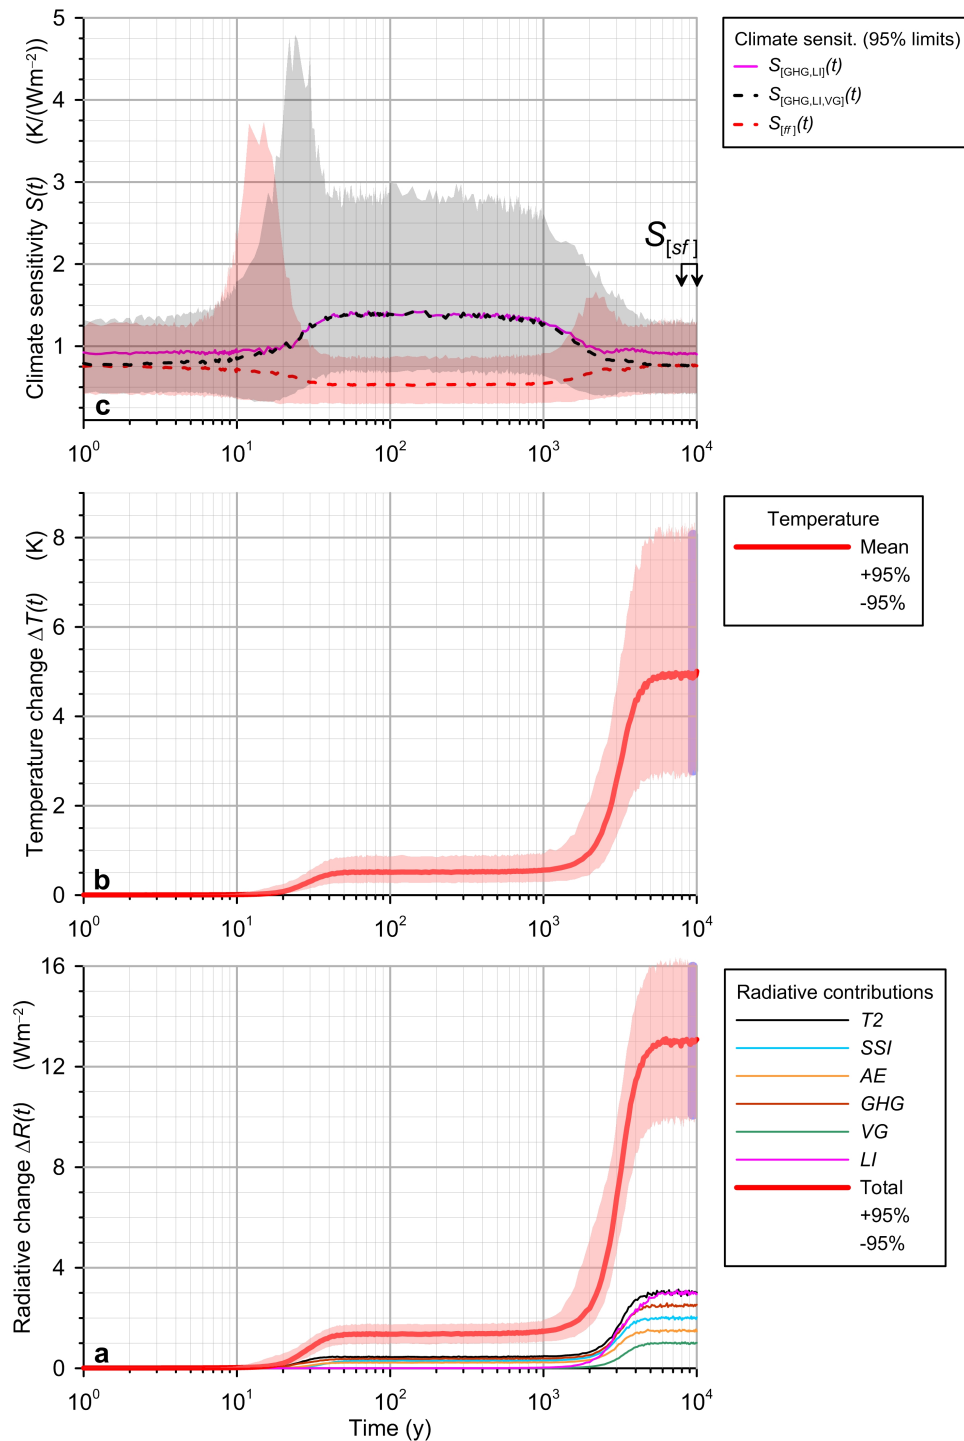 5
4
3
2
1
Climate sensitivity S(t) (K/(Wm⁻²))
S[sf]
c
10⁰
10¹
10²
10³
10⁴
Climate sensit. (95% limits)
S[GHG,LI](t)
S[GHG,LI,VG](t)
S[ff](t)
8
6
4
2
0
Temperature change ΔT(t) (K)
b
10⁰
10¹
10²
10³
10⁴
Temperature
Mean
+95%
-95%
16
12
8
4
0
Radiative change ΔR(t) (Wm⁻²)
a
10⁰
10¹
10²
10³
10⁴
Time (y)
Radiative contributions
T2
SSI
AE
GHG
VG
LI
Total
+95%
-95%